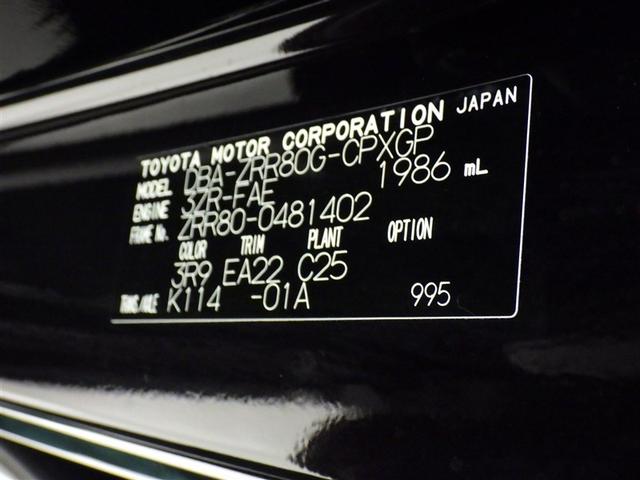 TOYOTA MOTOR CORPORATION JAPAN
MODEL DBA-ZRR80G-CPXGP
ENGINE 3ZR-FAE 1986 mL
FRAME No. ZRR80-0481402
COLOR TRIM PLANT OPTION
3R9 EA22 C25
TRANS/AXLE K114 -01A 995